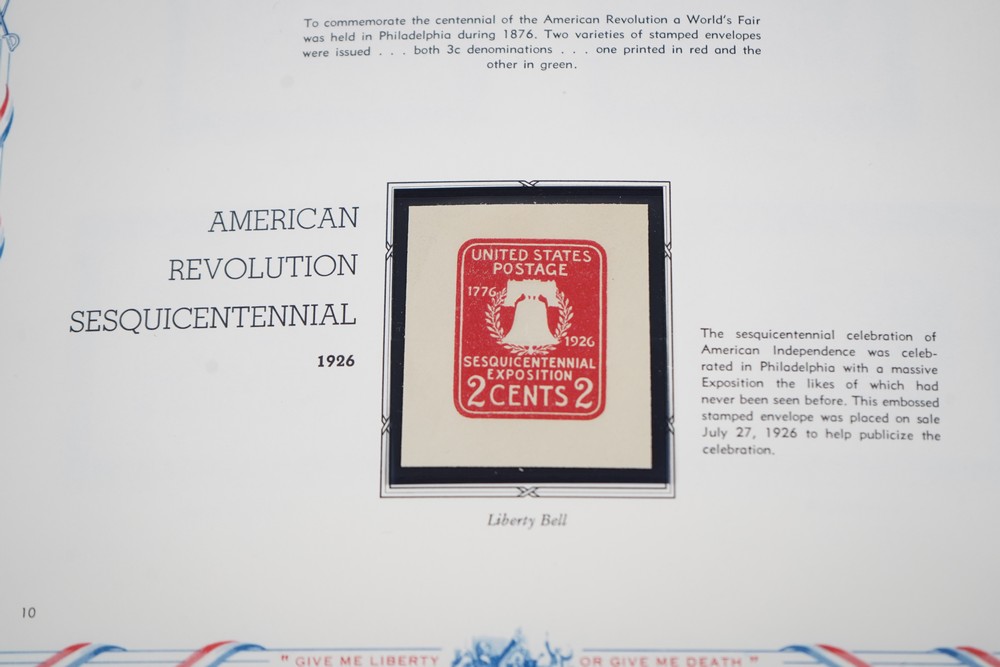 To commemorate the centennial of the American Revolution a World's Fair
was held in Philadelphia during 1876. Two varieties of stamped envelopes
were issued . . . both 3c denominations . . . one printed in red and the
other in green.
AMERICAN
REVOLUTION
SESQUICENTENNIAL
1926
UNITED STATES
POSTAGE
1776
1926
SESQUICENTENNIAL
EXPOSITION
2 CENTS 2
Liberty Bell
The sesquicentennial celebration of
American Independence was celeb-
rated in Philadelphia with a massive
Exposition the likes of which had
never been seen before. This embossed
stamped envelope was placed on sale
July 27, 1926 to help publicize the
celebration.
10
" GIVE ME LIBERTY OR GIVE ME DEATH "